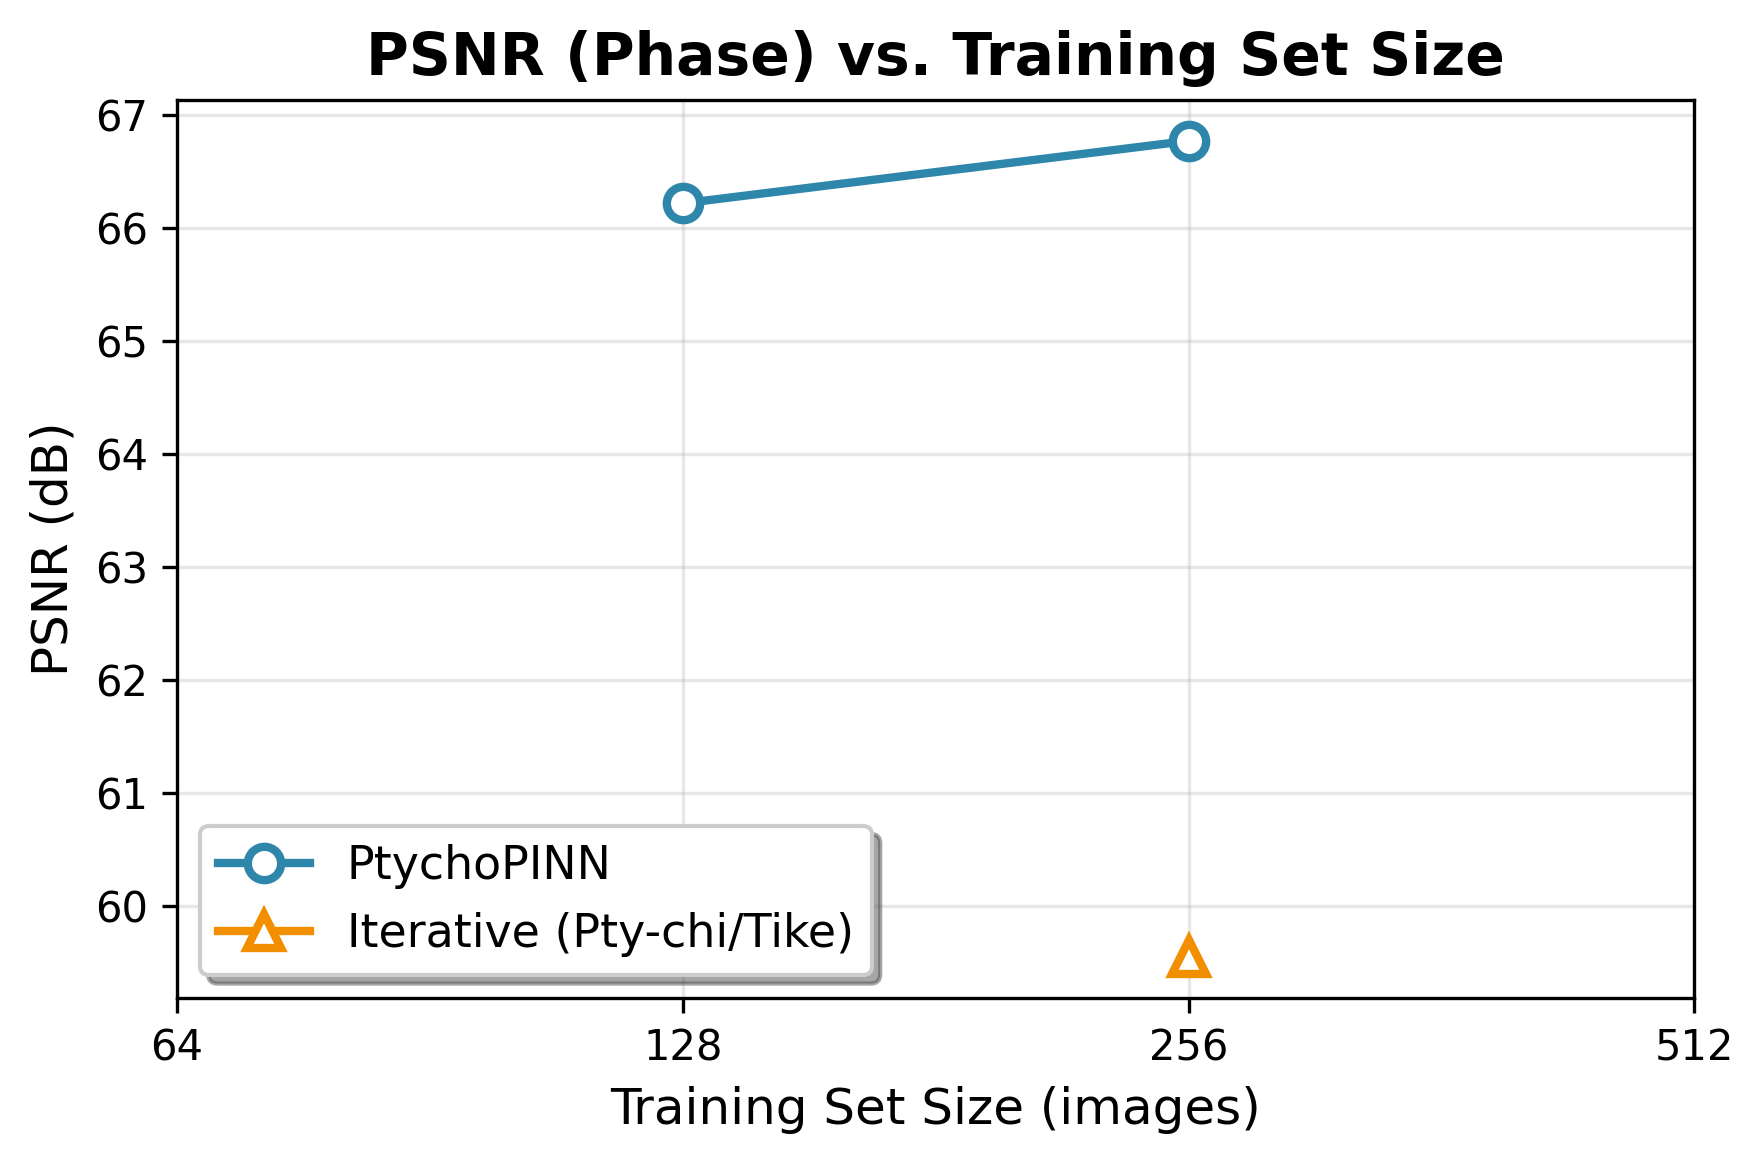 PSNR (Phase) vs. Training Set Size
67
66
65
64
63
62
61
60
PSNR (dB)
PtychoPINN
Iterative (Pty-chi/Tike)
64
128
256
512
Training Set Size (images)